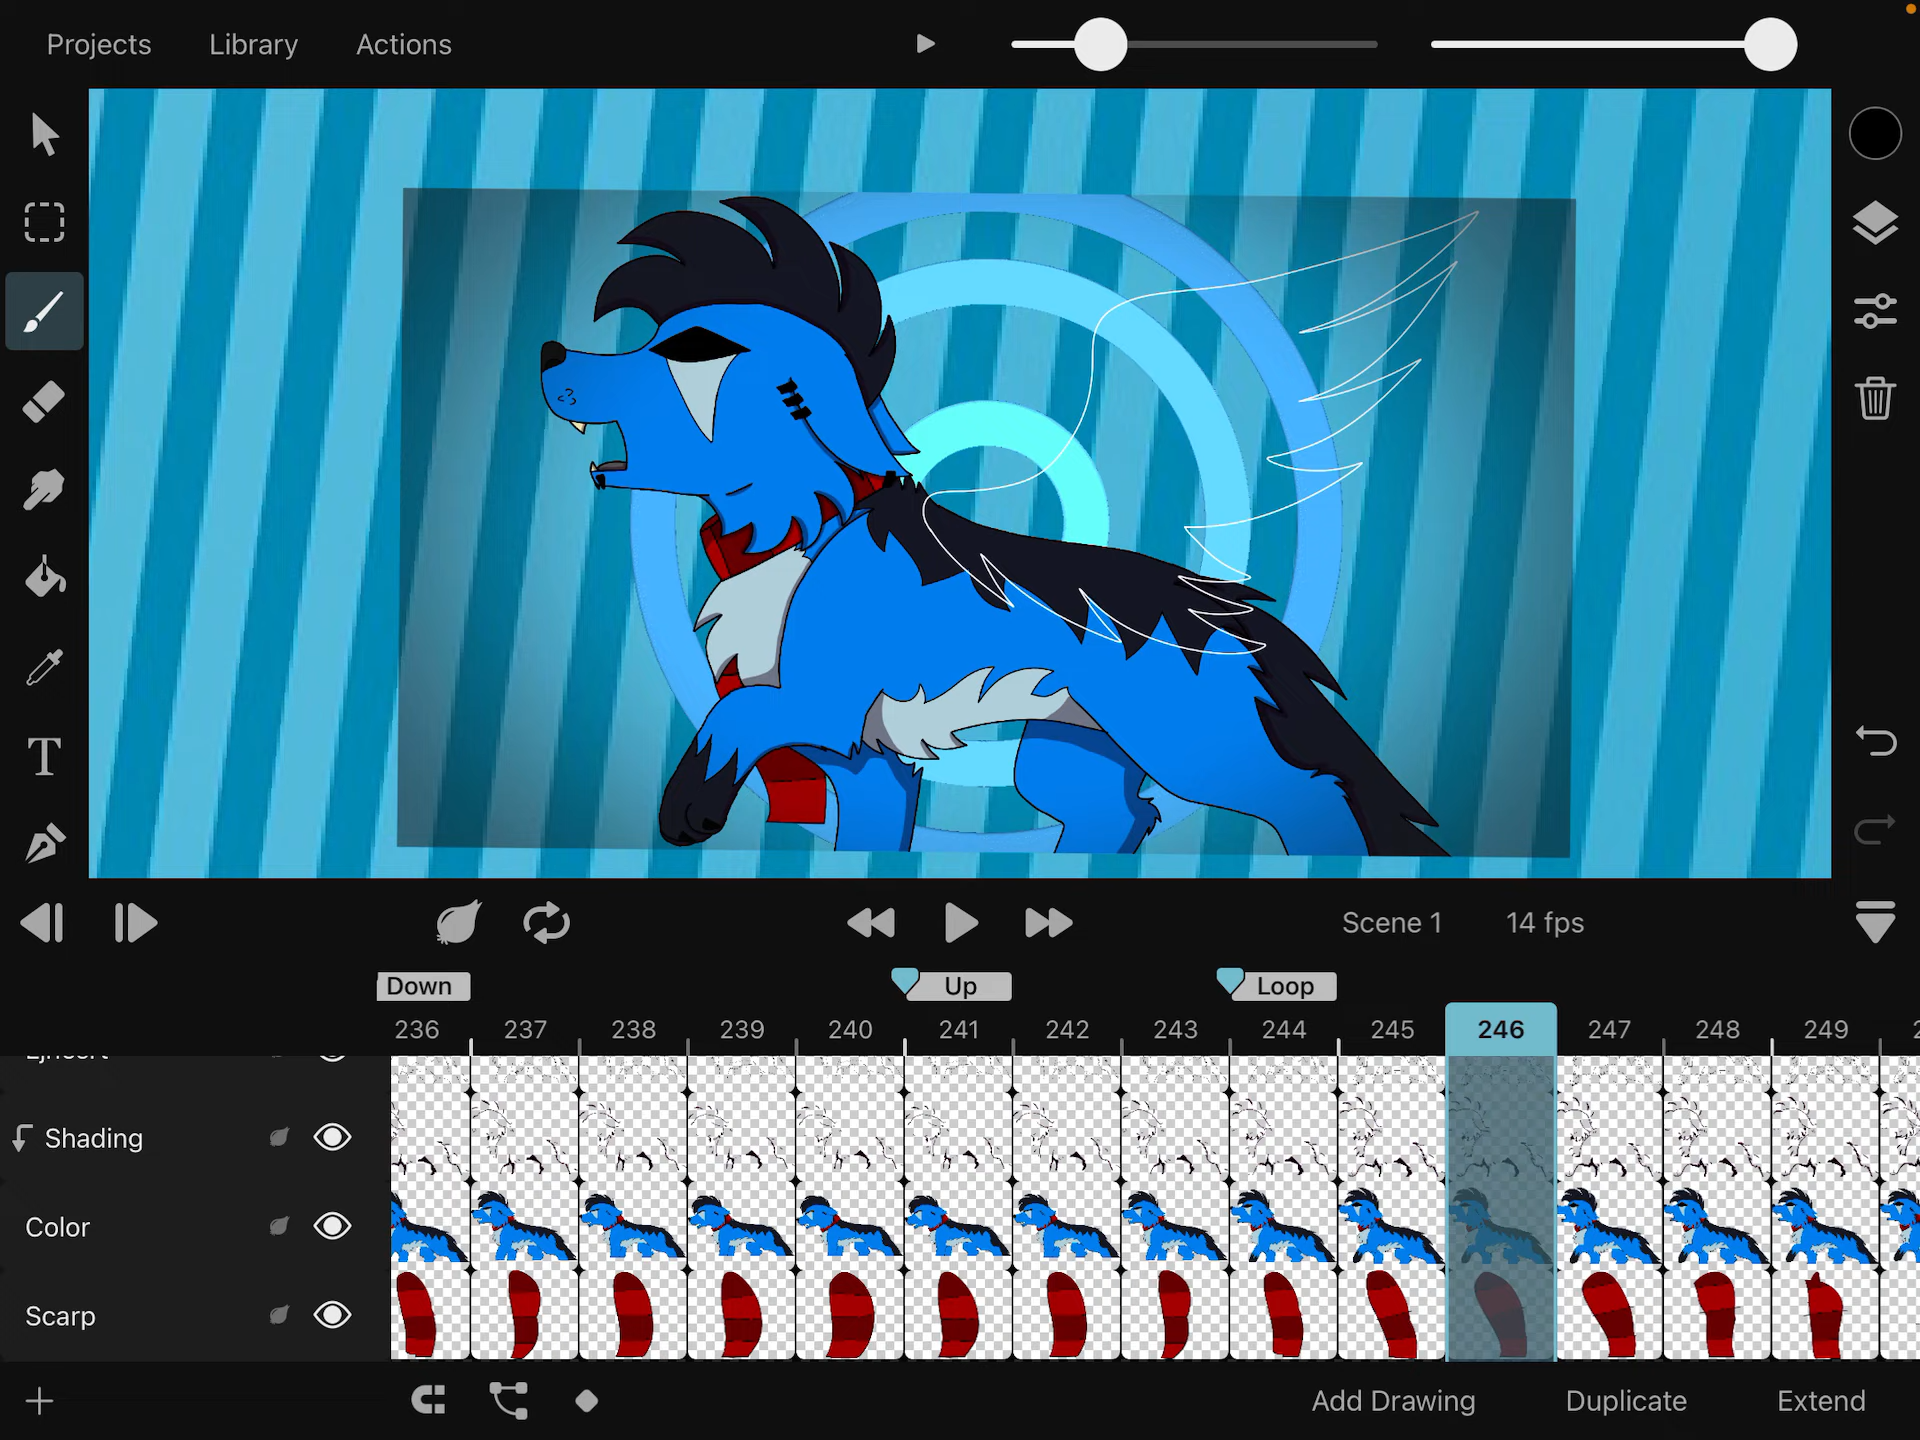 Projects Library Actions
T
Scene 1 14 fps
Down Up Loop
236 237 238 239 240 241 242 243 244 245 246 247 248 249
Shading
Color
Scarp
Add Drawing Duplicate Extend